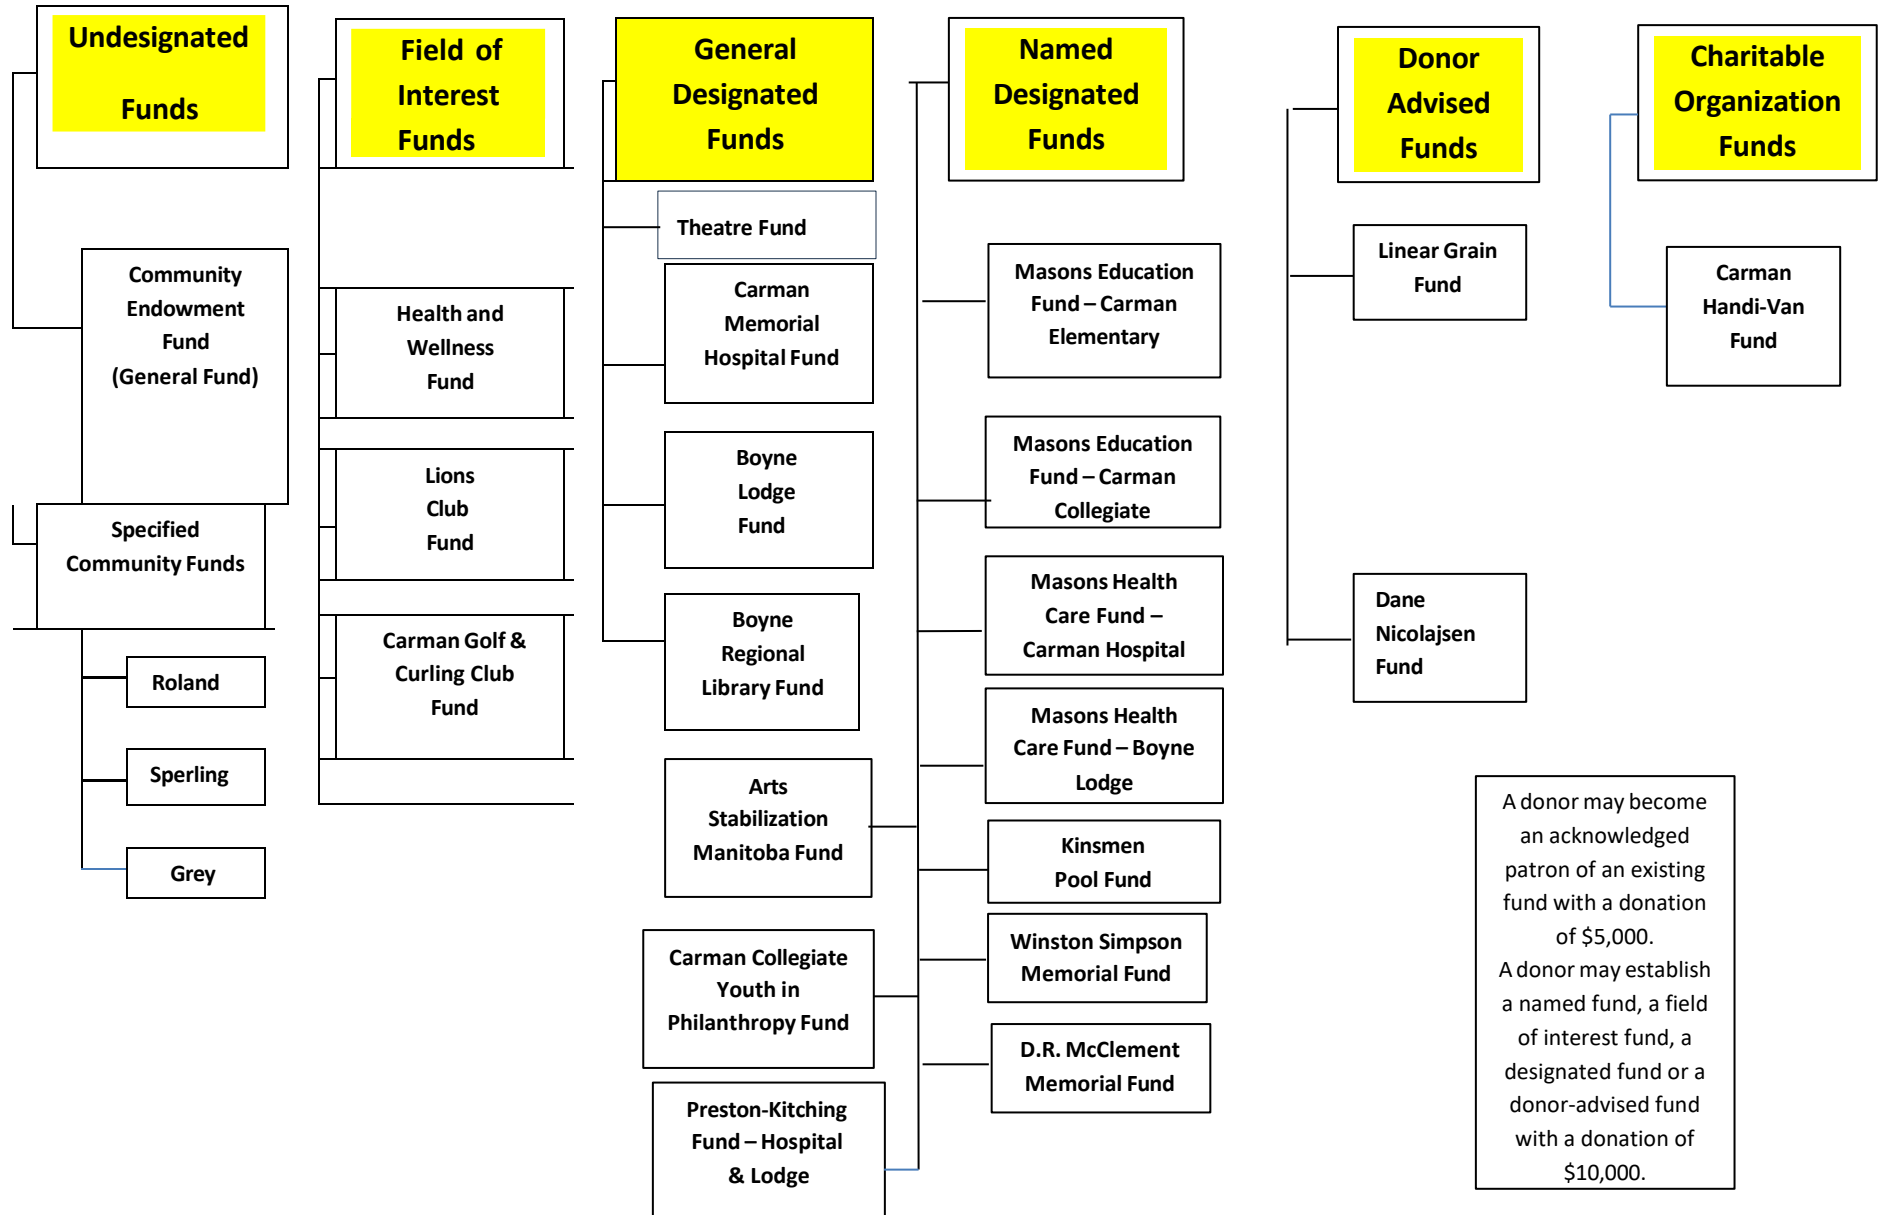 Undesignated
Funds
Community
Endowment
Fund
(General Fund)
Specified
Community Funds
Roland
Sperling
Grey
Field of
Interest
Funds
Health and
Wellness
Fund
Lions
Club
Fund
Carman Golf &
Curling Club
Fund
General
Designated
Funds
Theatre Fund
Carman
Memorial
Hospital Fund
Boyne
Lodge
Fund
Boyne
Regional
Library Fund
Arts
Stabilization
Manitoba Fund
Carman Collegiate
Youth in
Philanthropy Fund
Preston-Kitching
Fund – Hospital
& Lodge
Named
Designated
Funds
Masons Education
Fund – Carman
Elementary
Masons Education
Fund – Carman
Collegiate
Masons Health
Care Fund –
Carman Hospital
Masons Health
Care Fund – Boyne
Lodge
Kinsmen
Pool Fund
Winston Simpson
Memorial Fund
D.R. McClement
Memorial Fund
Donor
Advised
Funds
Linear Grain
Fund
Dane
Nicolajsen
Fund
Charitable
Organization
Funds
Carman
Handi-Van
Fund
A donor may become
an acknowledged
patron of an existing
fund with a donation
of $5,000.
A donor may establish
a named fund, a field
of interest fund, a
designated fund or a
donor-advised fund
with a donation of
$10,000.